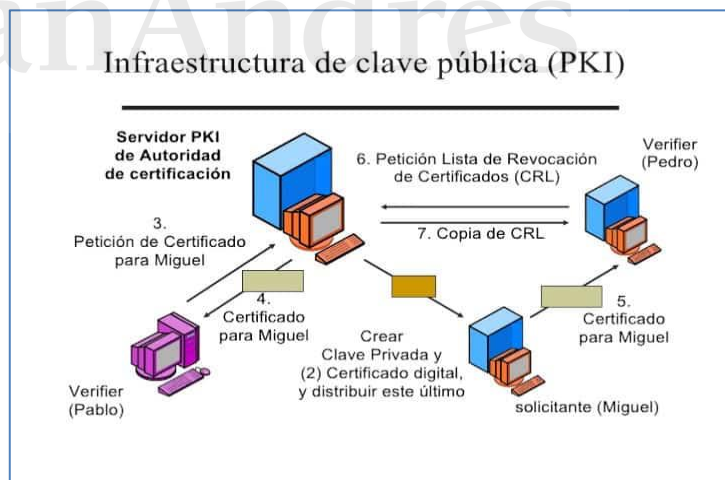 anAndres
Infraestructura de clave pública (PKI)
Servidor PKI
de Autoridad
de certificación
6. Petición Lista de Revocación
de Certificados (CRL)
Verifier
(Pedro)
7. Copia de CRL
3.
Petición de Certificado
para Miguel
4.
Certificado
para Miguel
Crear
Clave Privada y
(2) Certificado digital,
y distribuir este último
5.
Certificado
para Miguel
Verifier
(Pablo)
solicitante (Miguel)